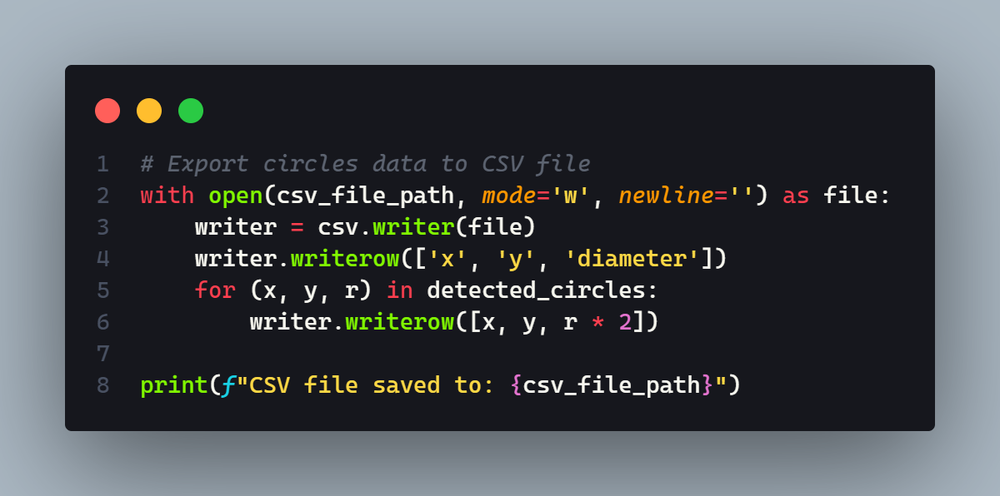 1 # Export circles data to CSV file
2 with open(csv_file_path, mode='w', newline='') as file:
3     writer = csv.writer(file)
4     writer.writerow(['x', 'y', 'diameter'])
5     for (x, y, r) in detected_circles:
6         writer.writerow([x, y, r * 2])
7
8 print(f"CSV file saved to: {csv_file_path}")